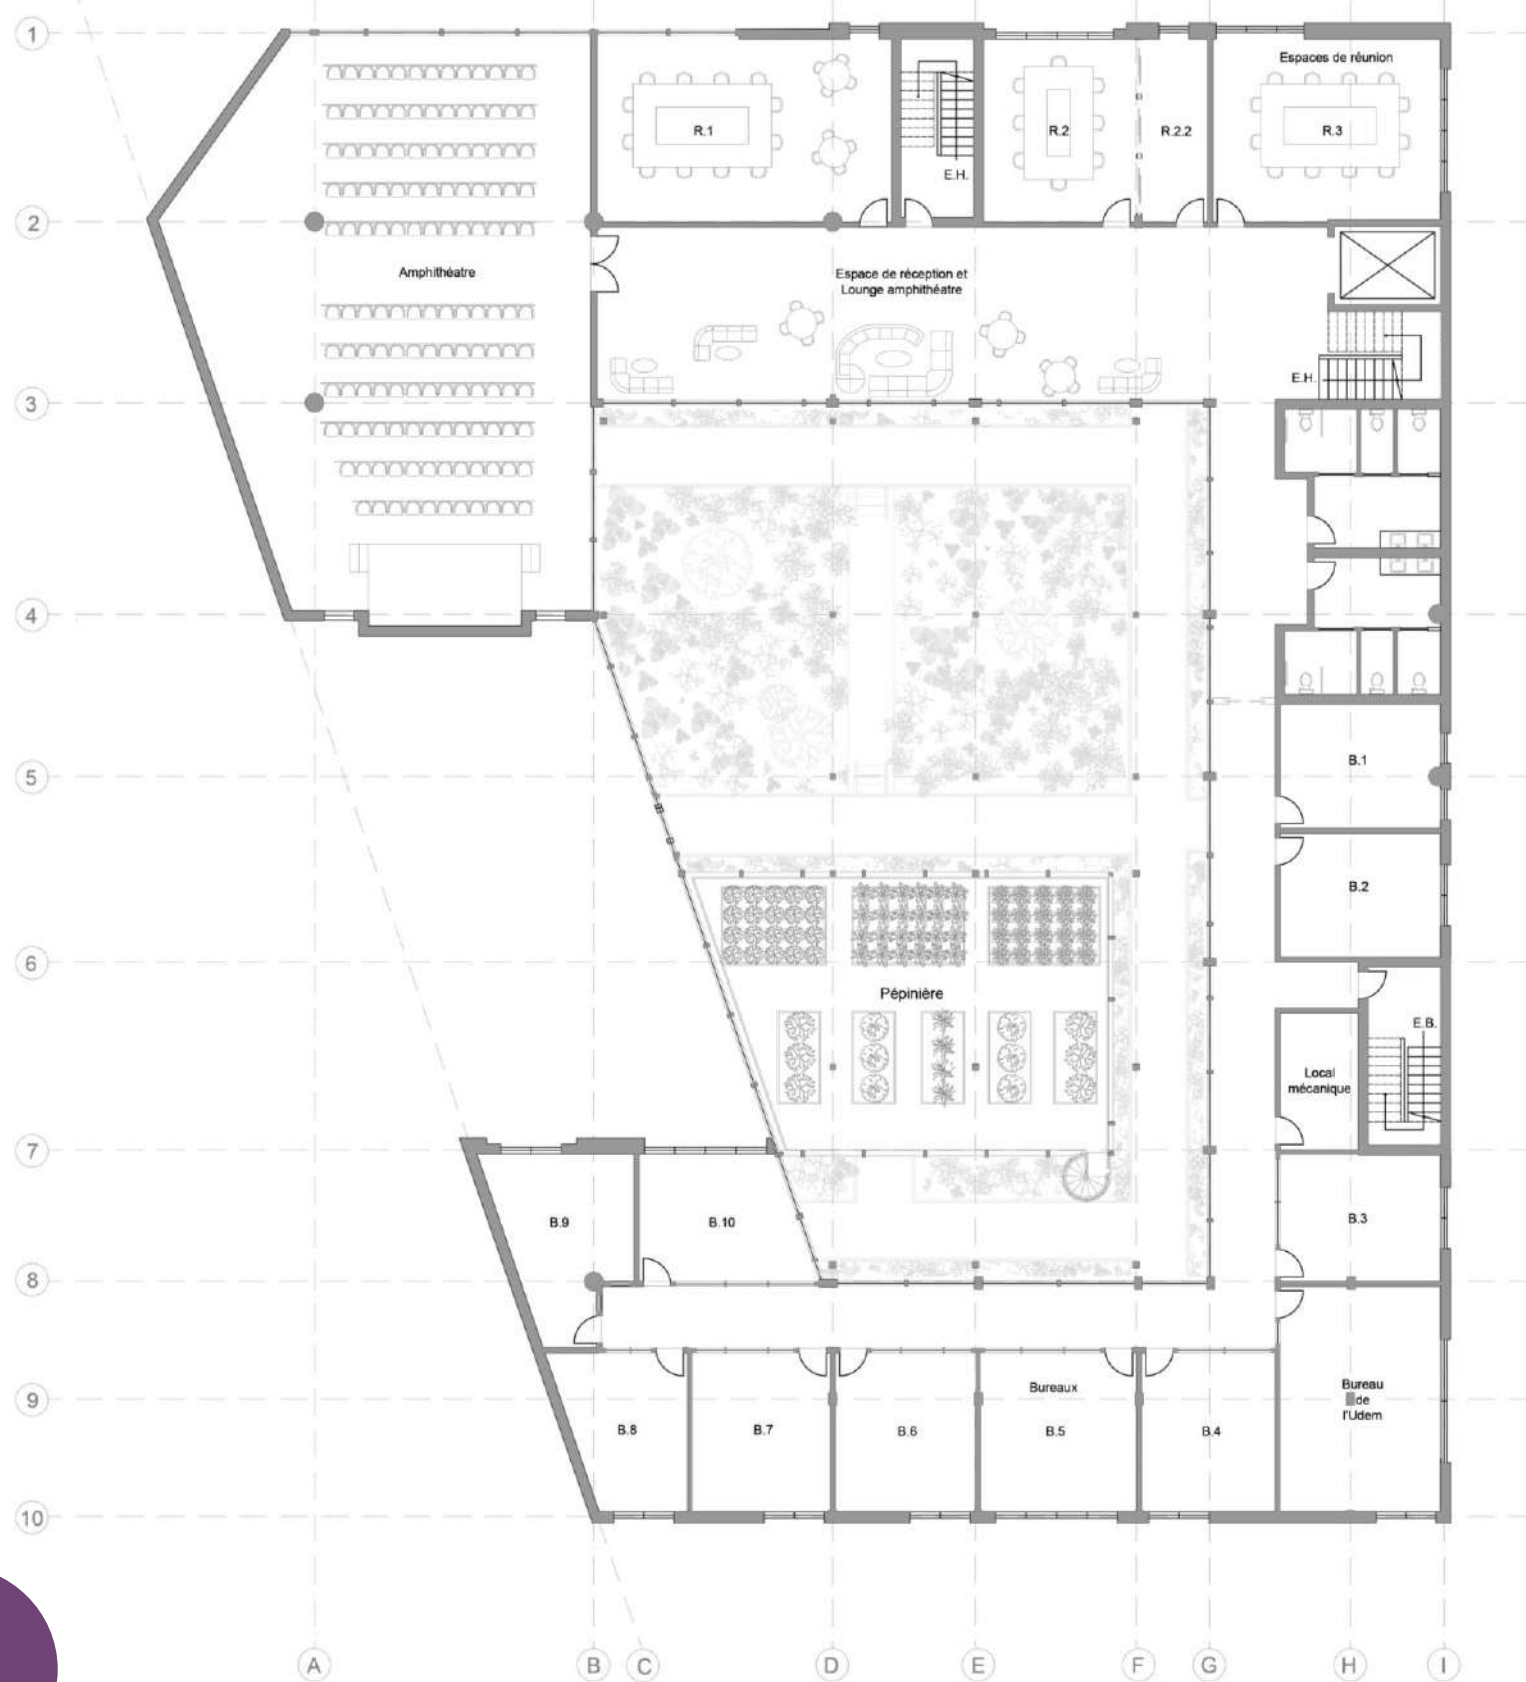 1
Espaces de réunion
R.1
R.2
R.2.2
R.3
E.H.
2
Amphithéatre
Espace de réception et
Lounge amphithéatre
E.H.
3
4
B.1
5
B.2
6
Pépinière
E.B.
Local
mécanique
7
B.9
B.10
B.3
8
Bureaux
Bureau
de
l'Udem
9
B.8
B.7
B.6
B.5
B.4
10
A
B
C
D
E
F
G
H
I